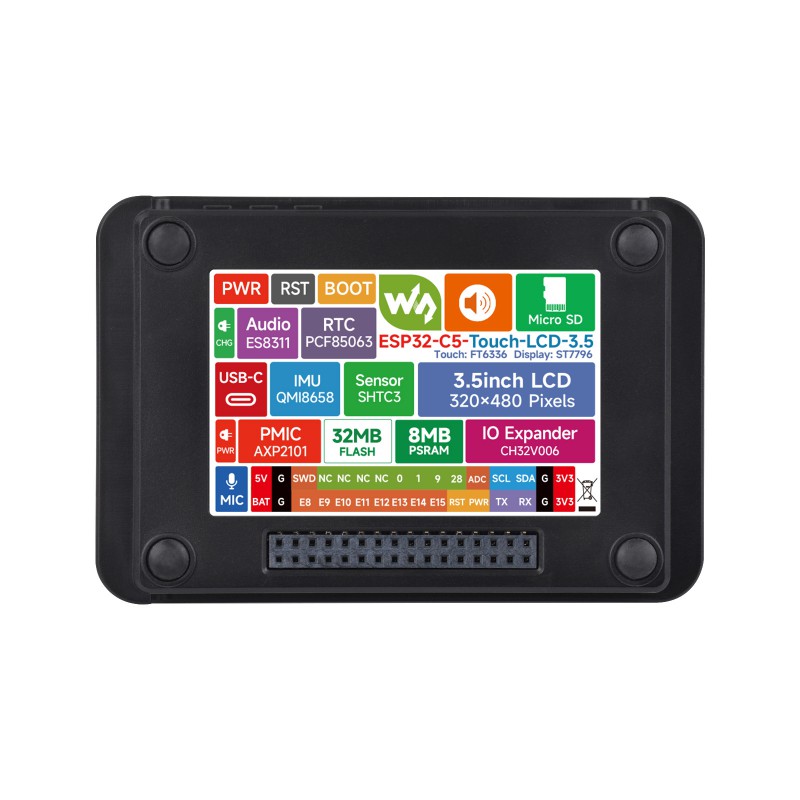 PWR RST BOOT
Micro SD
CHG Audio ES8311 RTC PCF85063
ESP32-C5-Touch-LCD-3.5
Touch: FT6336 Display: ST7796
USB-C IMU QMI8658 Sensor SHTC3
3.5inch LCD
320×480 Pixels
PWR PMIC AXP2101 32MB FLASH 8MB PSRAM IO Expander CH32V006
MIC
5V G SWD NC NC NC NC 0 1 9 28 ADC SCL SDA G 3V3
BAT G E8 E9 E10 E11 E12 E13 E14 E15 RST PWR TX RX G 3V3